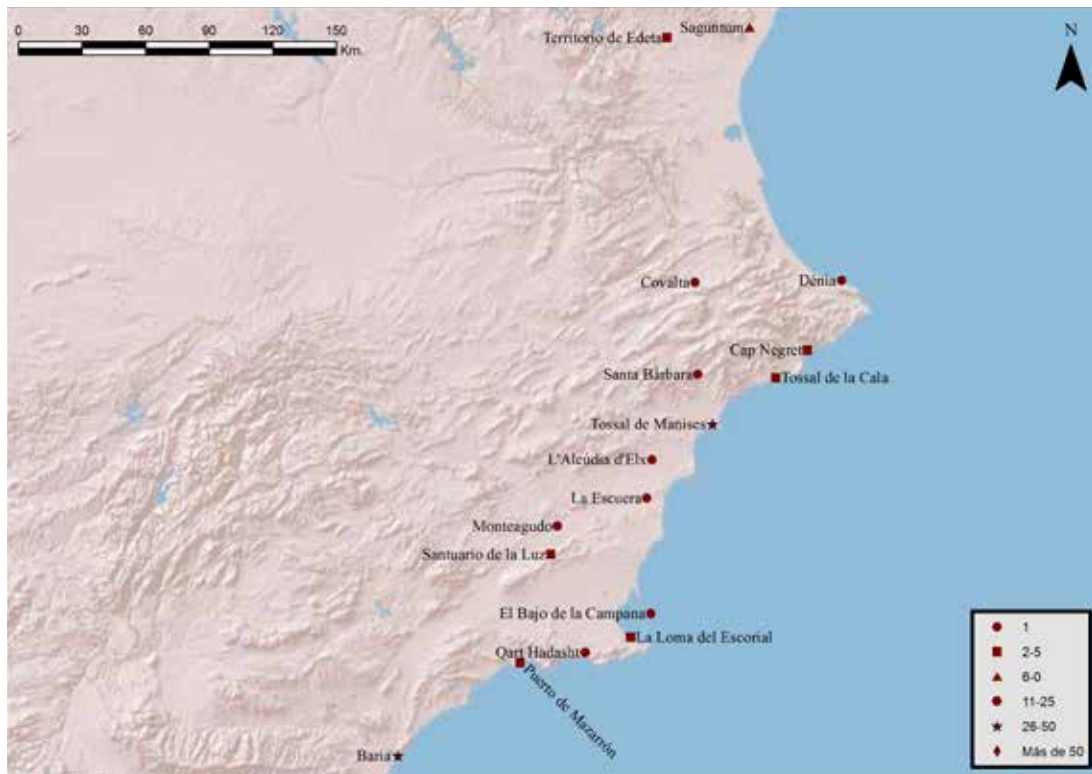 0 30 60 90 120 150
Km.
N
Saguntum
Territorio de Edeta
Covalta
Dénia
Cap Negret
Santa Bàrbara
Tossal de la Cala
Tossal de Manises
L'Alcúdia d'Elx
La Escuera
Monteagudo
Santuario de la Luz
El Bajo de la Campana
La Loma del Escorial
Qart Hadasht
Puerto de Mazarrón
Baria
1
2-5
6-0
11-25
26-50
Más de 50